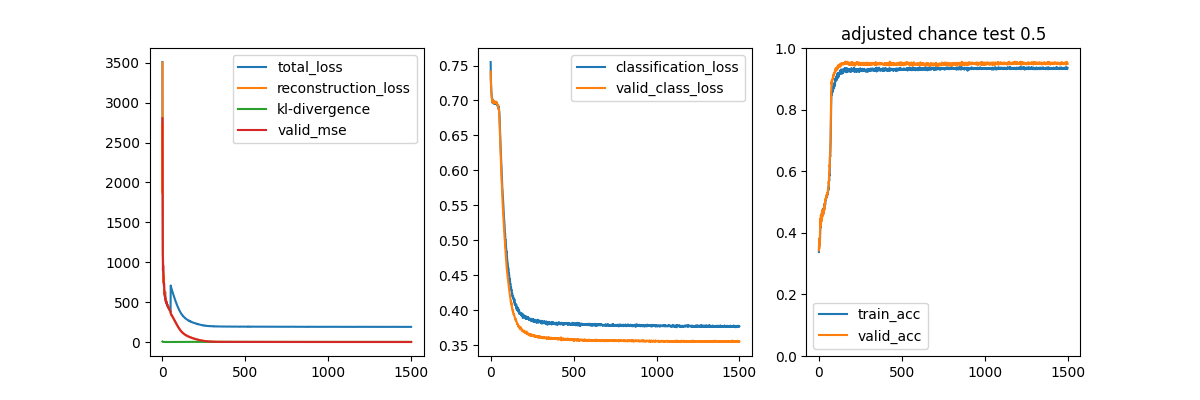 adjusted chance test 0.5
3500
3000
2500
2000
1500
1000
500
0
0 500 1000 1500
total_loss
reconstruction_loss
kl-divergence
valid_mse
0.75
0.70
0.65
0.60
0.55
0.50
0.45
0.40
0.35
0 500 1000 1500
classification_loss
valid_class_loss
1.0
0.8
0.6
0.4
0.2
0.0
0 500 1000 1500
train_acc
valid_acc